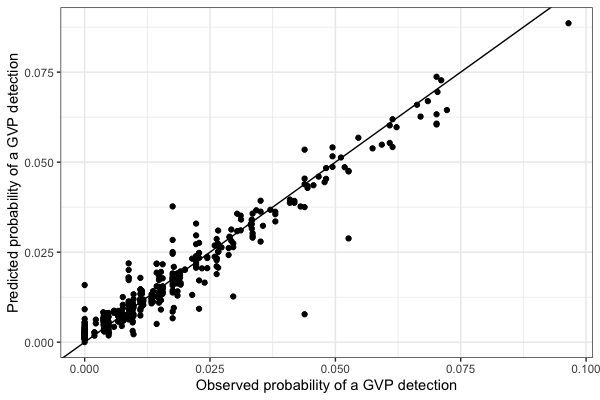 Predicted probability of a GVP detection
0.075
0.050
0.025
0.000
0.000 0.025 0.050 0.075 0.100
Observed probability of a GVP detection